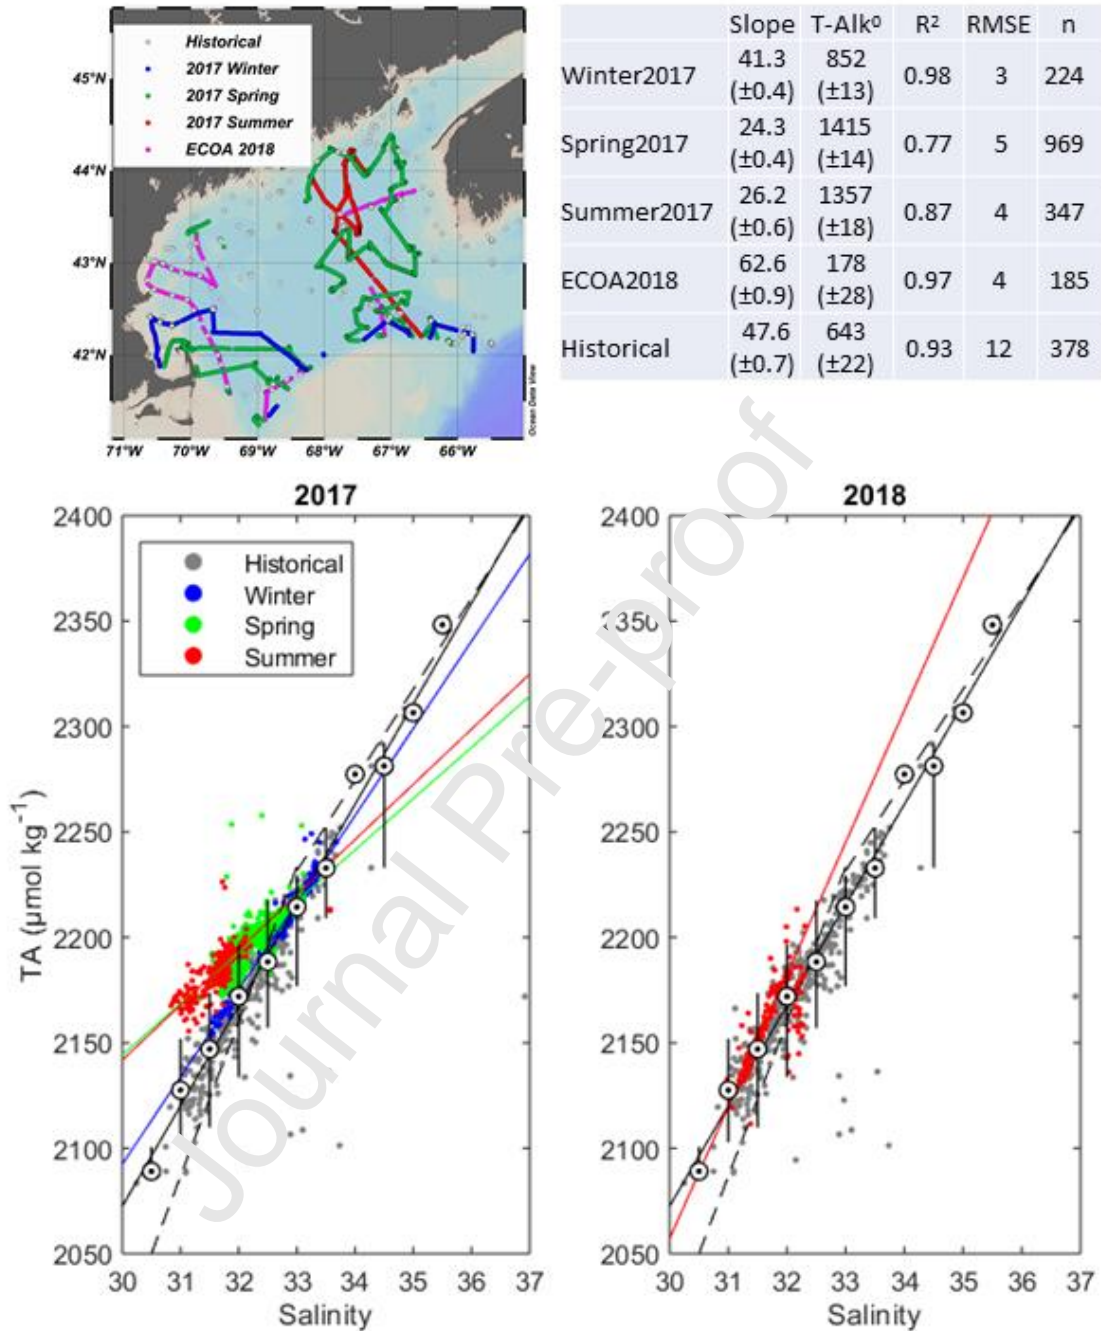 Historical
2017 Winter
2017 Spring
2017 Summer
ECOA 2018
45°N
44°N
43°N
42°N
71°W 70°W 69°W 68°W 67°W 66°W
Ocean Data View
Slope T-Alk⁰ R² RMSE n
Winter2017 41.3 (±0.4) 852 (±13) 0.98 3 224
Spring2017 24.3 (±0.4) 1415 (±14) 0.77 5 969
Summer2017 26.2 (±0.6) 1357 (±18) 0.87 4 347
ECOA2018 62.6 (±0.9) 178 (±28) 0.97 4 185
Historical 47.6 (±0.7) 643 (±22) 0.93 12 378
2017
2400
2350
2300
2250
2200
2150
2100
2050
TA (µmol kg⁻¹)
Historical
Winter
Spring
Summer
30 31 32 33 34 35 36 37
Salinity
2018
2400
2350
2300
2250
2200
2150
2100
2050
30 31 32 33 34 35 36 37
Salinity
Journal Pre-proof